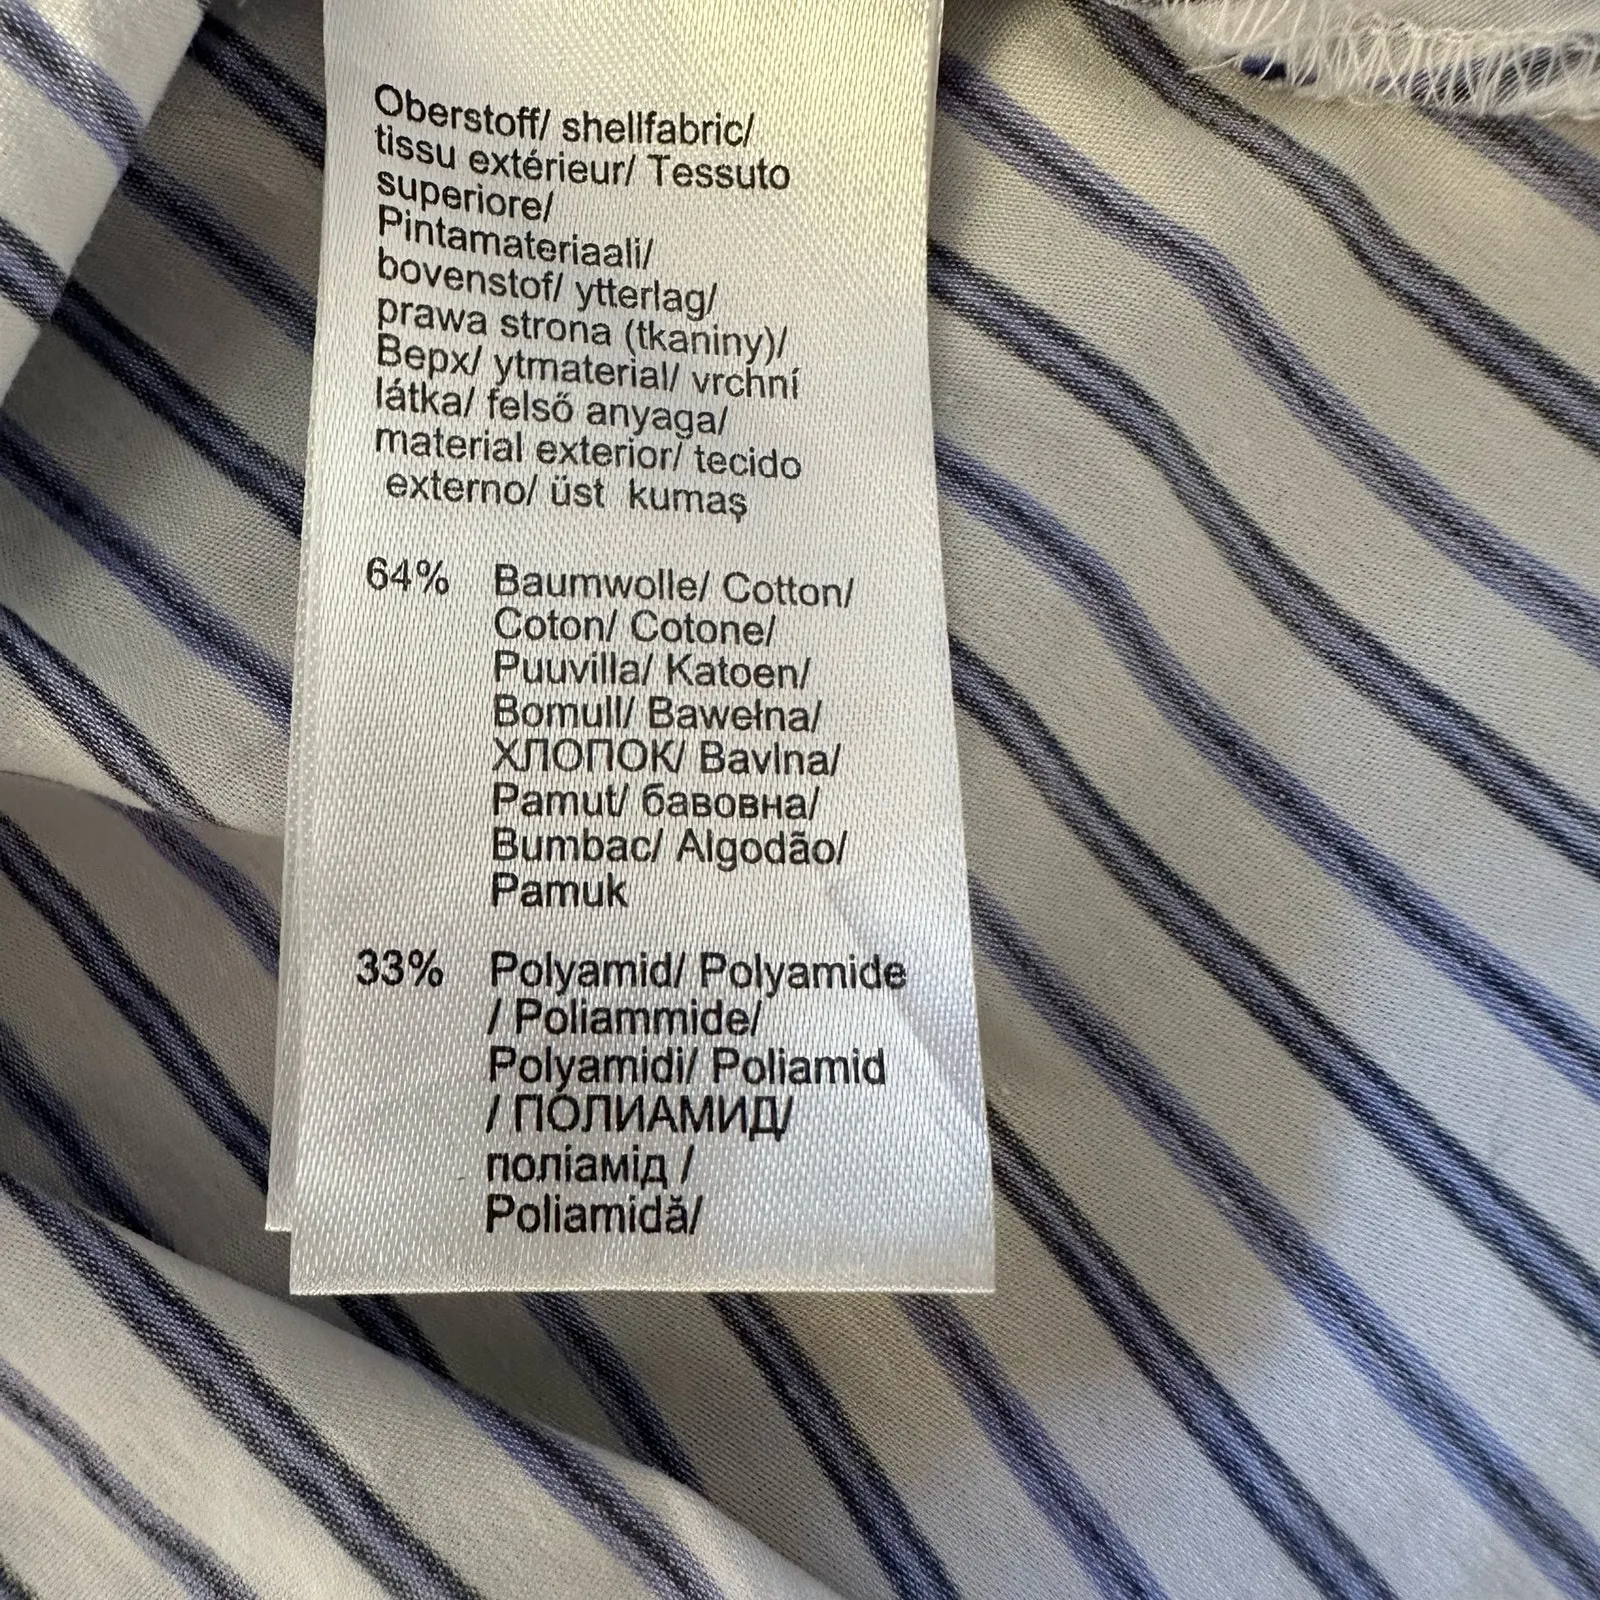 Oberstoff/ shellfabric/
tissu extérieur/ Tessuto
superiore/
Pintamateriaali/
bovenstof/ ytterlag/
prawa strona (tkaniny)/
Верх/ ytmaterial/ vrchní
látka/ felső anyaga/
material exterior/ tecido
externo/ üst kumaş
64% Baumwolle/ Cotton/
Coton/ Cotone/
Puuvilla/ Katoen/
Bomull/ Bawełna/
ХЛОПОК/ Bavlna/
Pamut/ бавовна/
Bumbac/ Algodão/
Pamuk
33% Polyamid/ Polyamide
/ Poliammide/
Polyamidi/ Poliamid
/ ПОЛИАМИД/
поліамід /
Poliamidă/